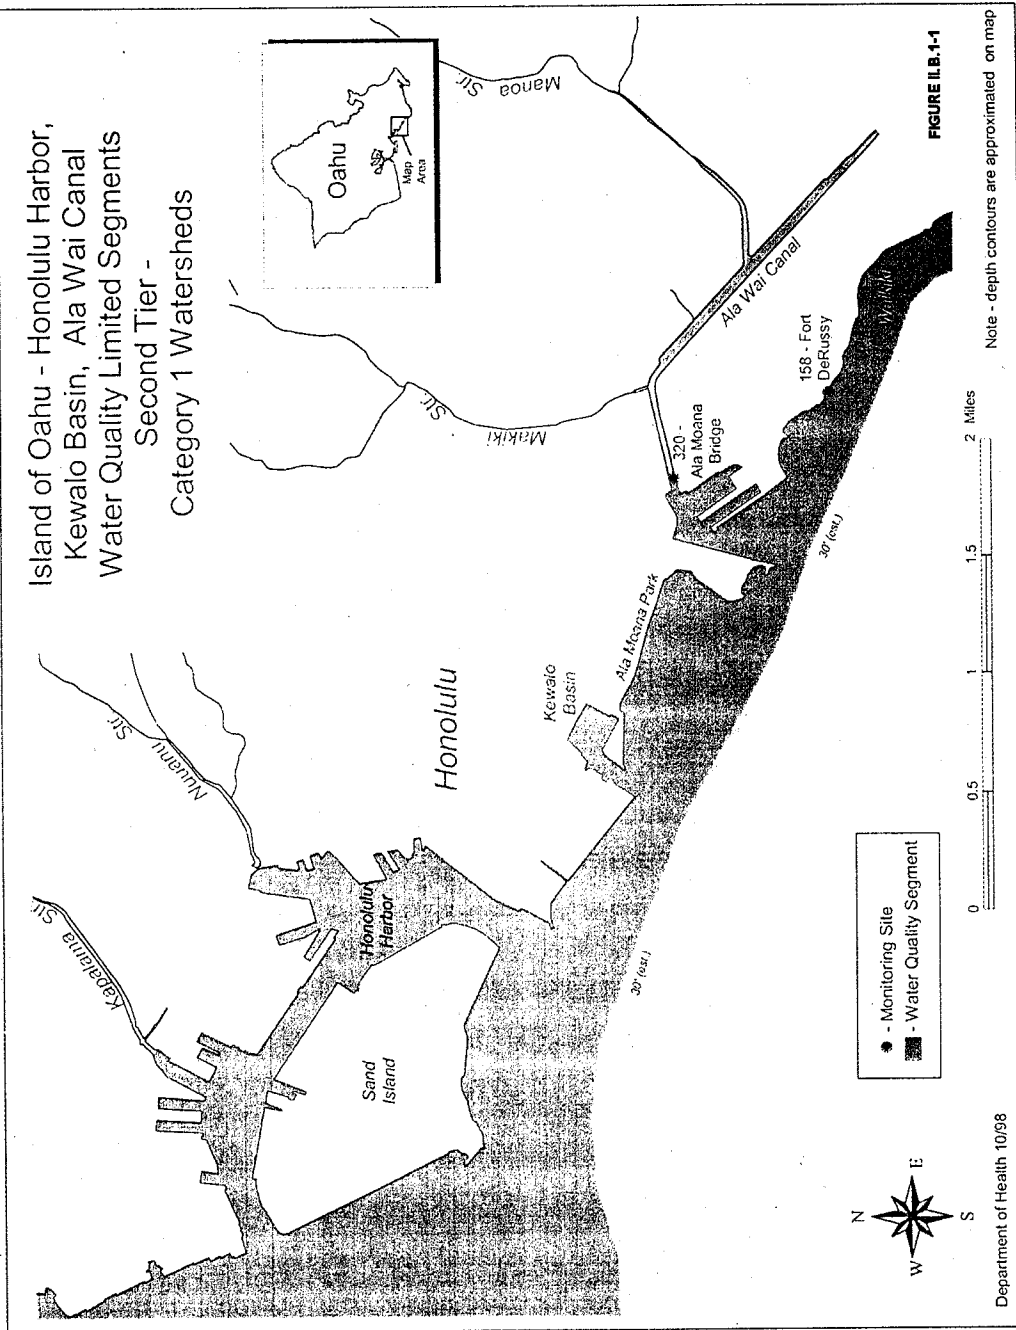 Island of Oahu - Honolulu Harbor,
Kewalo Basin, Ala Wai Canal
Water Quality Limited Segments
Second Tier -
Category 1 Watersheds
Oahu
Map
Area
Kapalama Str.
Nuuanu Str.
Makiki Str.
Manoa Str.
Honolulu
Honolulu
Harbor
Sand
Island
Kewalo
Basin
Ala Moana Park
320 -
Ala Moana
Bridge
Ala Wai Canal
158 - Fort
DeRussy
Waikiki
30' (est.)
30' (est.)
- Monitoring Site
- Water Quality Segment
0 0.5 1 1.5 2 Miles
N
W E
S
FIGURE II.B.1-1
Department of Health 10/98
Note - depth contours are approximated on map